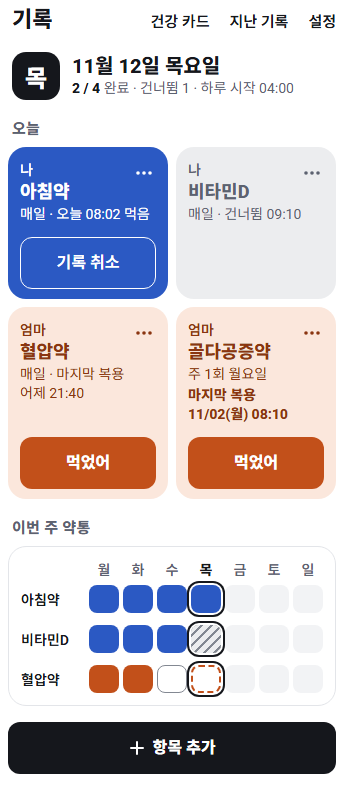 기록
건강 카드 지난 기록 설정
목
11월 12일 목요일
2 / 4 완료 · 건너뜀 1 · 하루 시작 04:00
오늘
나
아침약
매일 · 오늘 08:02 먹음
기록 취소
나
비타민D
매일 · 건너뜀 09:10
엄마
혈압약
매일 · 마지막 복용
어제 21:40
먹었어
엄마
골다공증약
주 1회 월요일
마지막 복용
11/02(월) 08:10
먹었어
이번 주 약통
월 화 수 목 금 토 일
아침약
비타민D
혈압약
+ 항목 추가